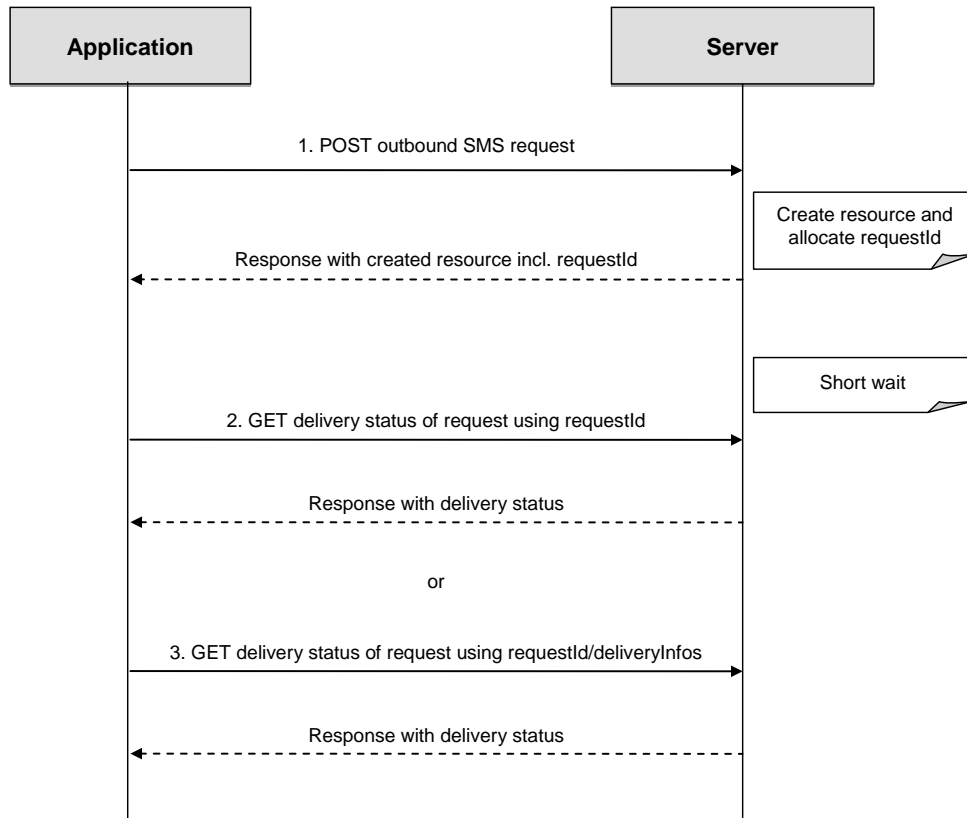 Application
Server
1. POST outbound SMS request
Create resource and
allocate requestId
Response with created resource incl. requestId
Short wait
2. GET delivery status of request using requestId
Response with delivery status
or
3. GET delivery status of request using requestId/deliveryInfos
Response with delivery status